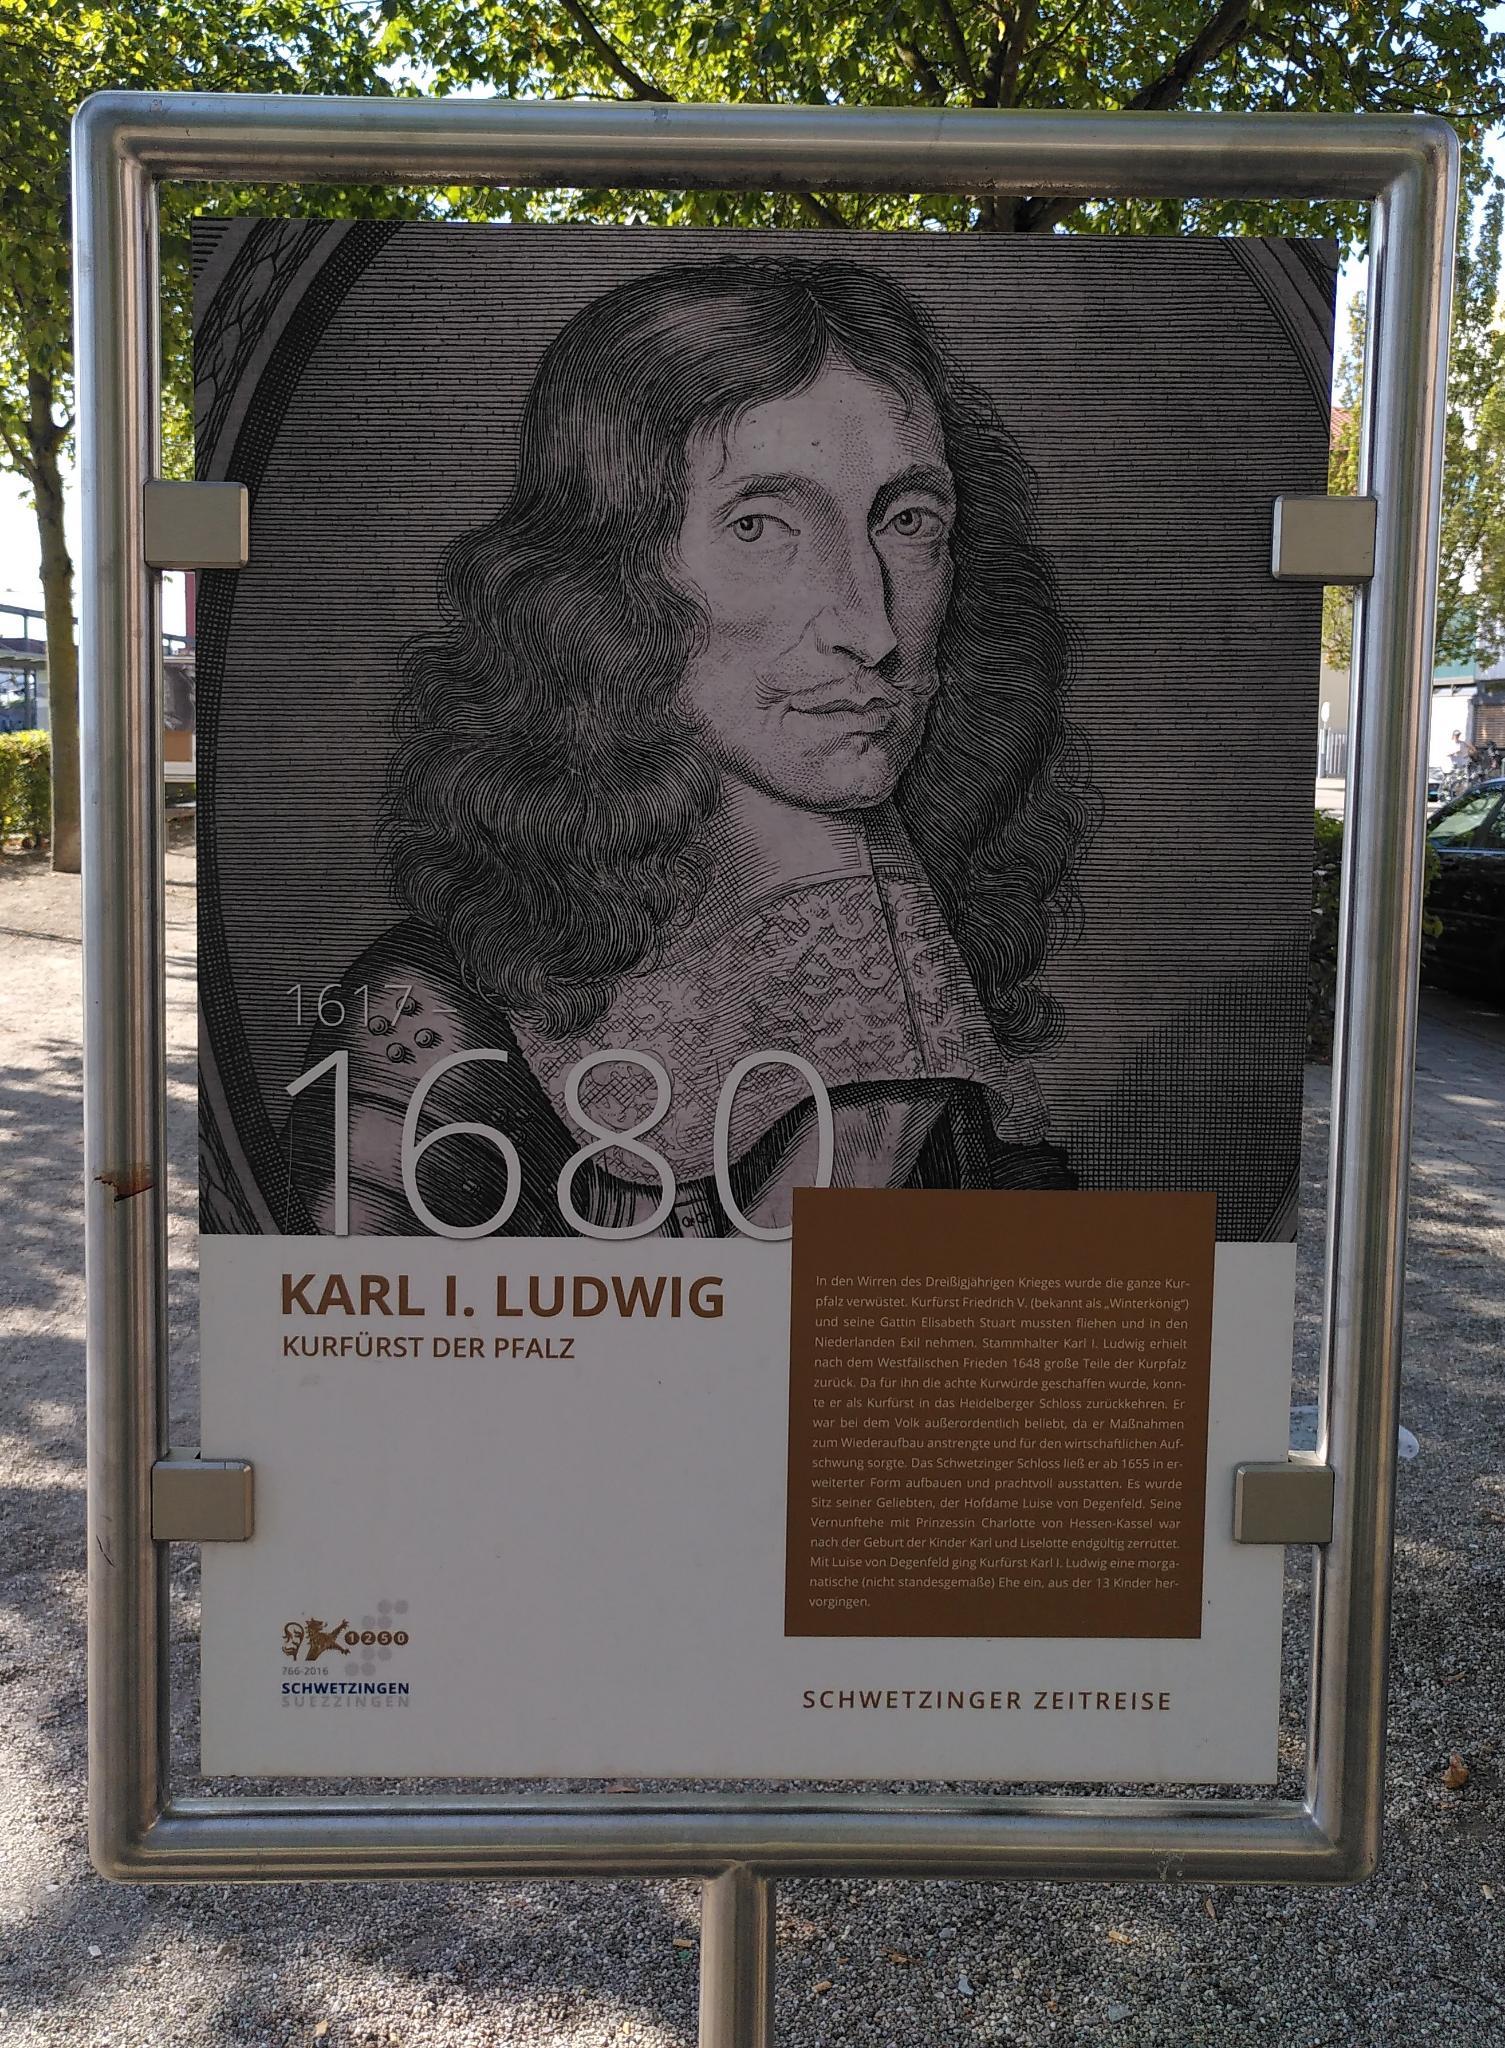 1617 –
1680
KARL I. LUDWIG
KURFÜRST DER PFALZ
In den Wirren des Dreißigjährigen Krieges wurde die ganze Kur-
pfalz verwüstet. Kurfürst Friedrich V. (bekannt als „Winterkönig“)
und seine Gattin Elisabeth Stuart mussten fliehen und in den
Niederlanden Exil nehmen. Stammhalter Karl I. Ludwig erhielt
nach dem Westfälischen Frieden 1648 große Teile der Kurpfalz
zurück. Da für ihn die achte Kurwürde geschaffen wurde, konn-
te er als Kurfürst in das Heidelberger Schloss zurückkehren. Er
war bei dem Volk außerordentlich beliebt, da er Maßnahmen
zum Wiederaufbau anstrengte und für den wirtschaftlichen Auf-
schwung sorgte. Das Schwetzinger Schloss ließ er ab 1655 in er-
weiterter Form aufbauen und prachtvoll ausstatten. Es wurde
Sitz seiner Geliebten, der Hofdame Luise von Degenfeld. Seine
Vernunftehe mit Prinzessin Charlotte von Hessen-Kassel war
nach der Geburt der Kinder Karl und Liselotte endgültig zerrüttet.
Mit Luise von Degenfeld ging Kurfürst Karl I. Ludwig eine morga-
natische (nicht standesgemäße) Ehe ein, aus der 13 Kinder her-
vorgingen.
1250
766-2016
SCHWETZINGEN
SUEZZINGEN
SCHWETZINGER ZEITREISE